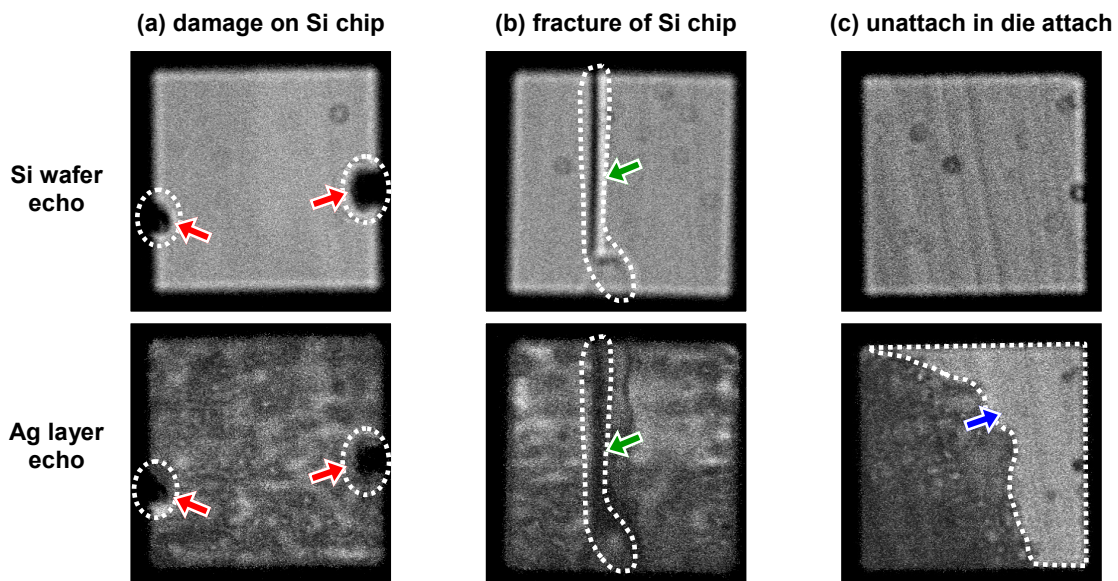 (a) damage on Si chip
(b) fracture of Si chip
(c) unattach in die attach
Si wafer
echo
Ag layer
echo